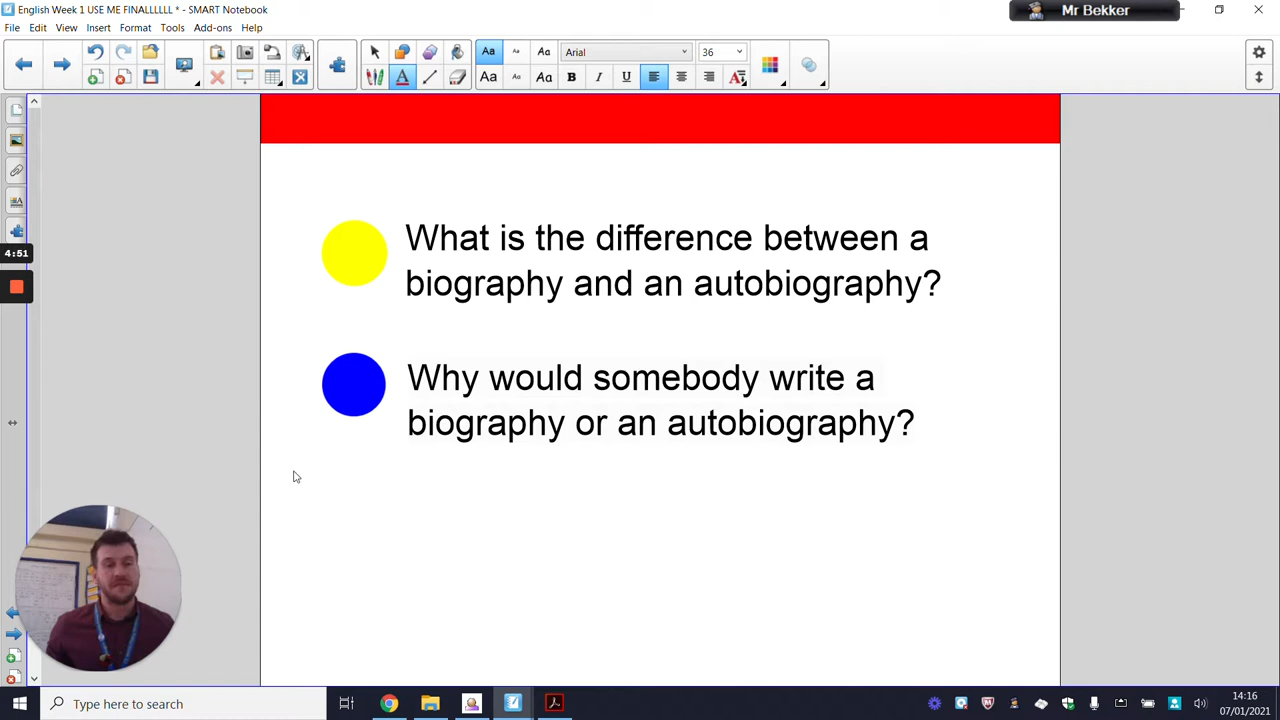 English Week 1 USE ME FINALLLLLL * - SMART Notebook
Mr Bekker
File Edit View Insert Format Tools Add-ons Help
Arial
36
4:51
What is the difference between a
biography and an autobiography?
Why would somebody write a
biography or an autobiography?
Type here to search
14:16
07/01/2021